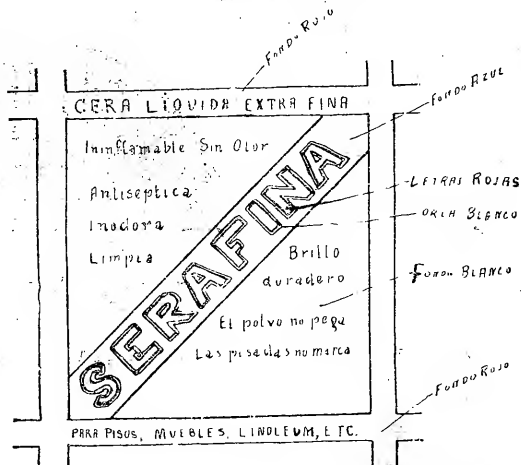 FONDO ROJO
CERA LIQUIDA EXTRA FINA
FONDO AZUL
Ininflamable Sin Olor
Antiseptica
Inodora
Limpia
SERAFINA
LETRAS ROJAS
ORLA BLANCO
Brillo
duradero
FONDO BLANCO
El polvo no pega
Las pisadas no marca
FONDO ROJO
PARA PISOS, MUEBLES, LINOLEUM, ETC.